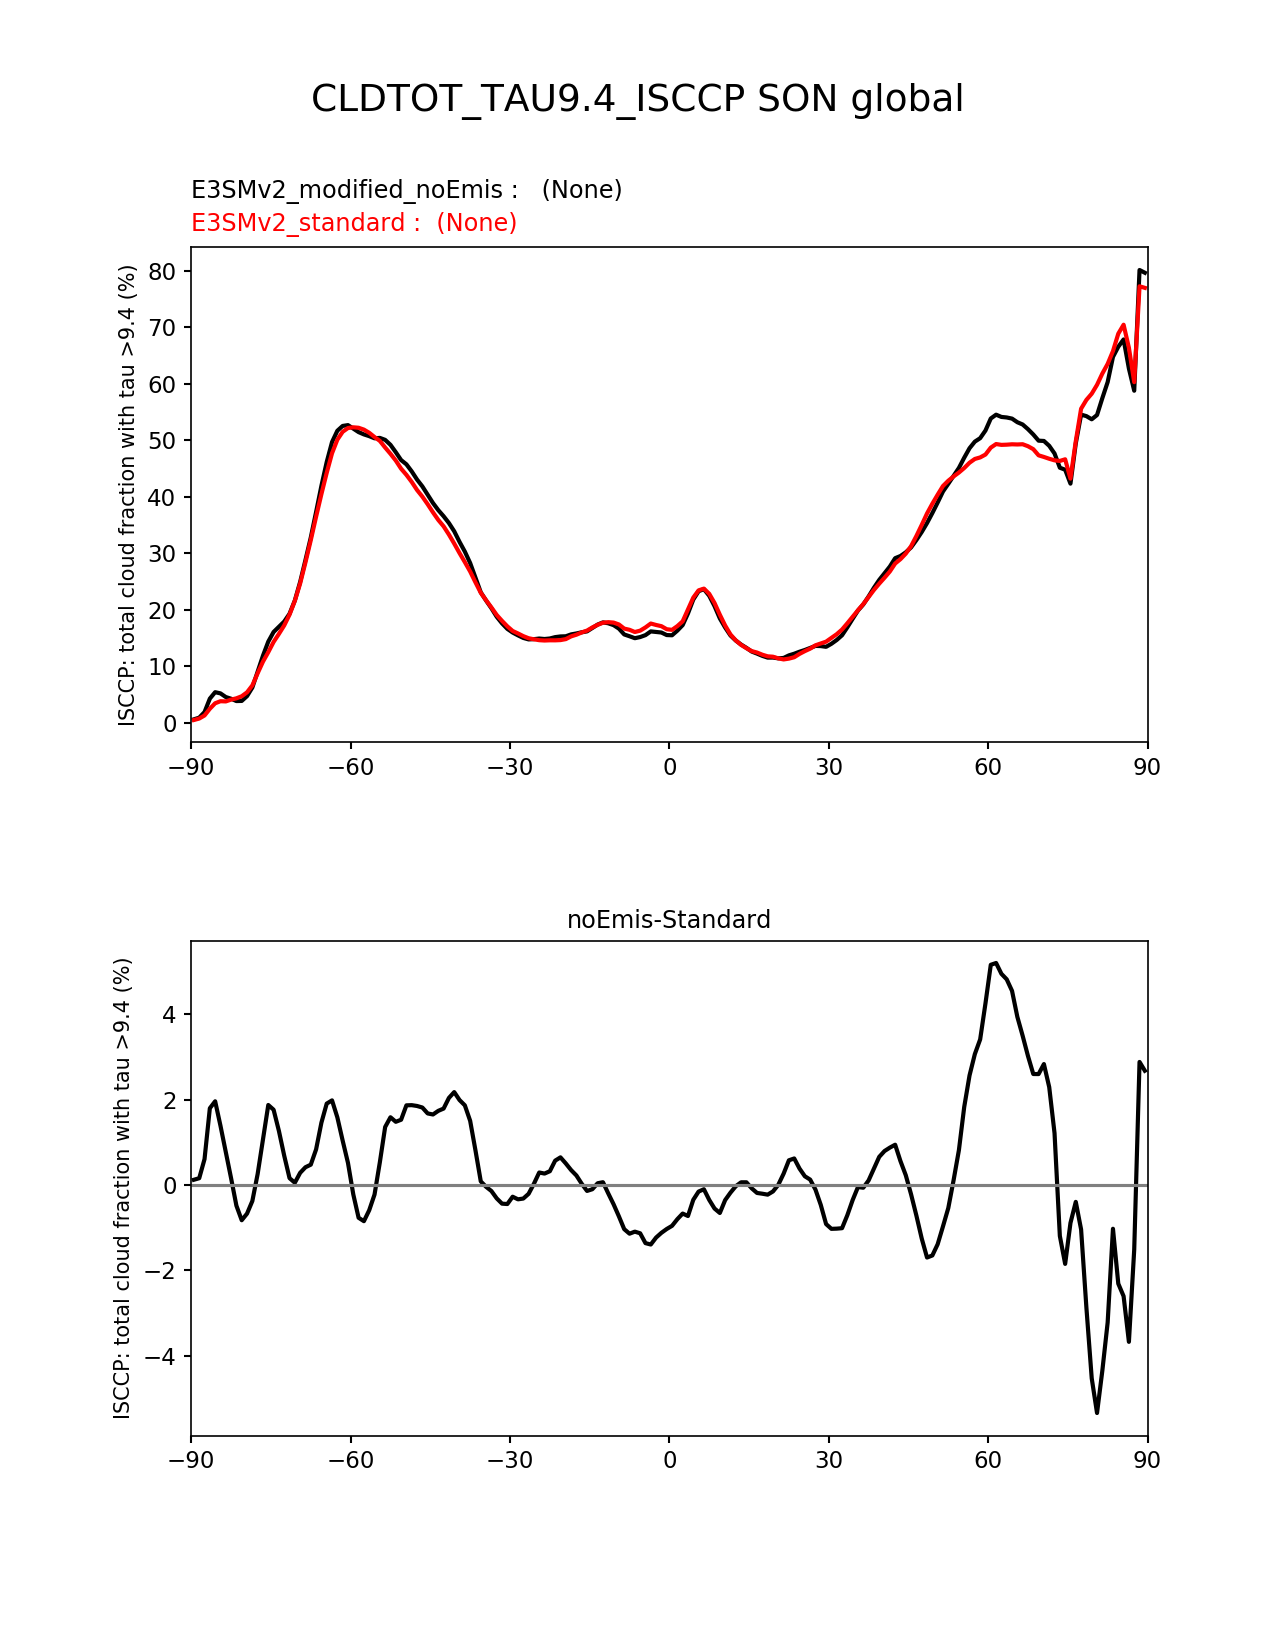 CLDTOT_TAU9.4_ISCCP SON global
E3SMv2_modified_noEmis :   (None)
E3SMv2_standard :  (None)
ISCCP: total cloud fraction with tau >9.4 (%)
80
70
60
50
40
30
20
10
0
−90 −60 −30 0 30 60 90
noEmis-Standard
ISCCP: total cloud fraction with tau >9.4 (%)
4
2
0
−2
−4
−90 −60 −30 0 30 60 90